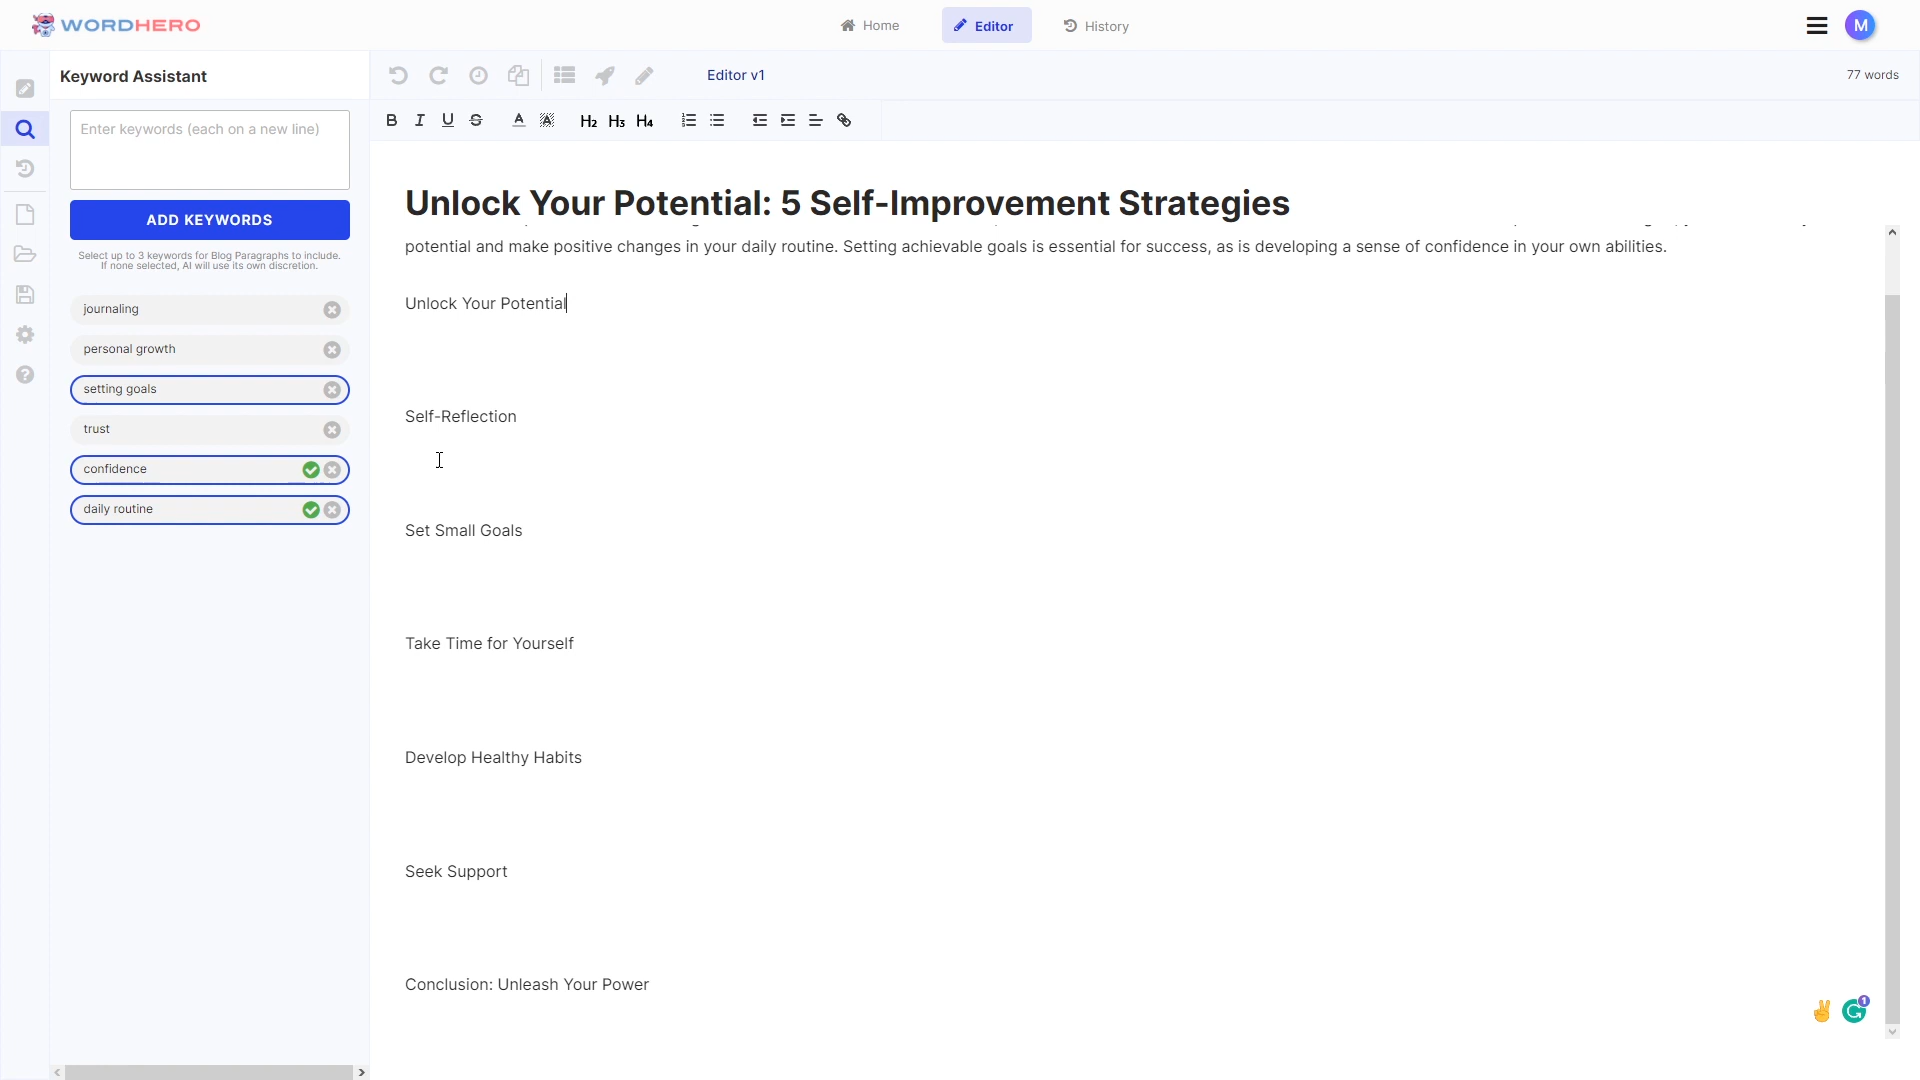 WORDHERO
Home
Editor
History
M
Keyword Assistant
Editor v1
77 words
Enter keywords (each on a new line)
B I U S A A H2 H3 H4
ADD KEYWORDS
Select up to 3 keywords for Blog Paragraphs to include.
If none selected, AI will use its own discretion.
journaling
personal growth
setting goals
trust
confidence
daily routine
Unlock Your Potential: 5 Self-Improvement Strategies
potential and make positive changes in your daily routine. Setting achievable goals is essential for success, as is developing a sense of confidence in your own abilities.
Unlock Your Potential
Self-Reflection
Set Small Goals
Take Time for Yourself
Develop Healthy Habits
Seek Support
Conclusion: Unleash Your Power
1